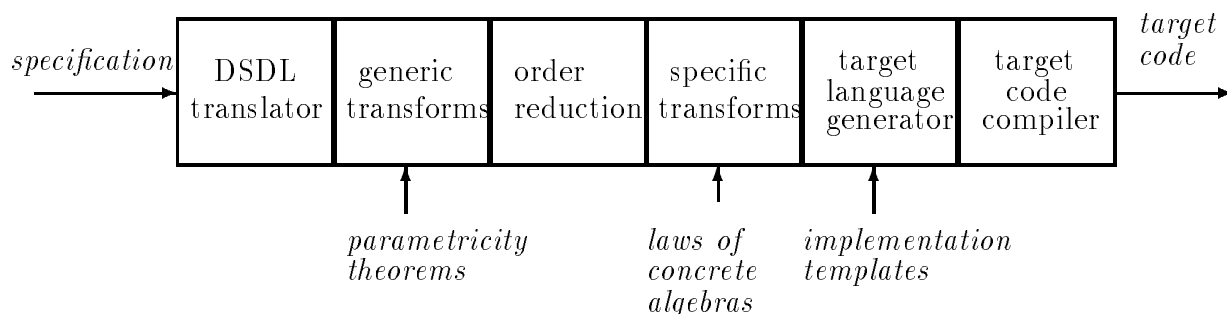 specification
DSDL
translator
generic
transforms
order
reduction
specific
transforms
target
language
generator
target
code
compiler
target
code
parametricity
theorems
laws of
concrete
algebras
implementation
templates